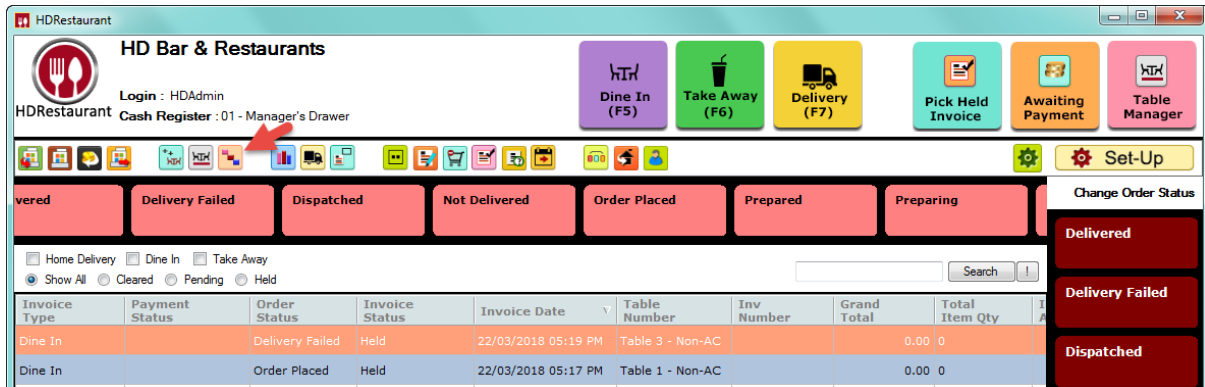 HDRestaurant
HD Bar & Restaurants
HDRestaurant
Login : HDAdmin
Cash Register : 01 - Manager's Drawer
Dine In
(F5)
Take Away
(F6)
Delivery
(F7)
Pick Held
Invoice
Awaiting
Payment
Table
Manager
Set-Up
vered
Delivery Failed
Dispatched
Not Delivered
Order Placed
Prepared
Preparing
Change Order Status
Delivered
Delivery Failed
Dispatched
Home Delivery Dine In Take Away
Show All Cleared Pending Held
Search !
Invoice Type Payment Status Order Status Invoice Status Invoice Date Table Number Inv Number Grand Total Total Item Qty I A
Dine In Delivery Failed Held 22/03/2018 05:19 PM Table 3 - Non-AC 0.00 0
Dine In Order Placed Held 22/03/2018 05:17 PM Table 1 - Non-AC 0.00 0